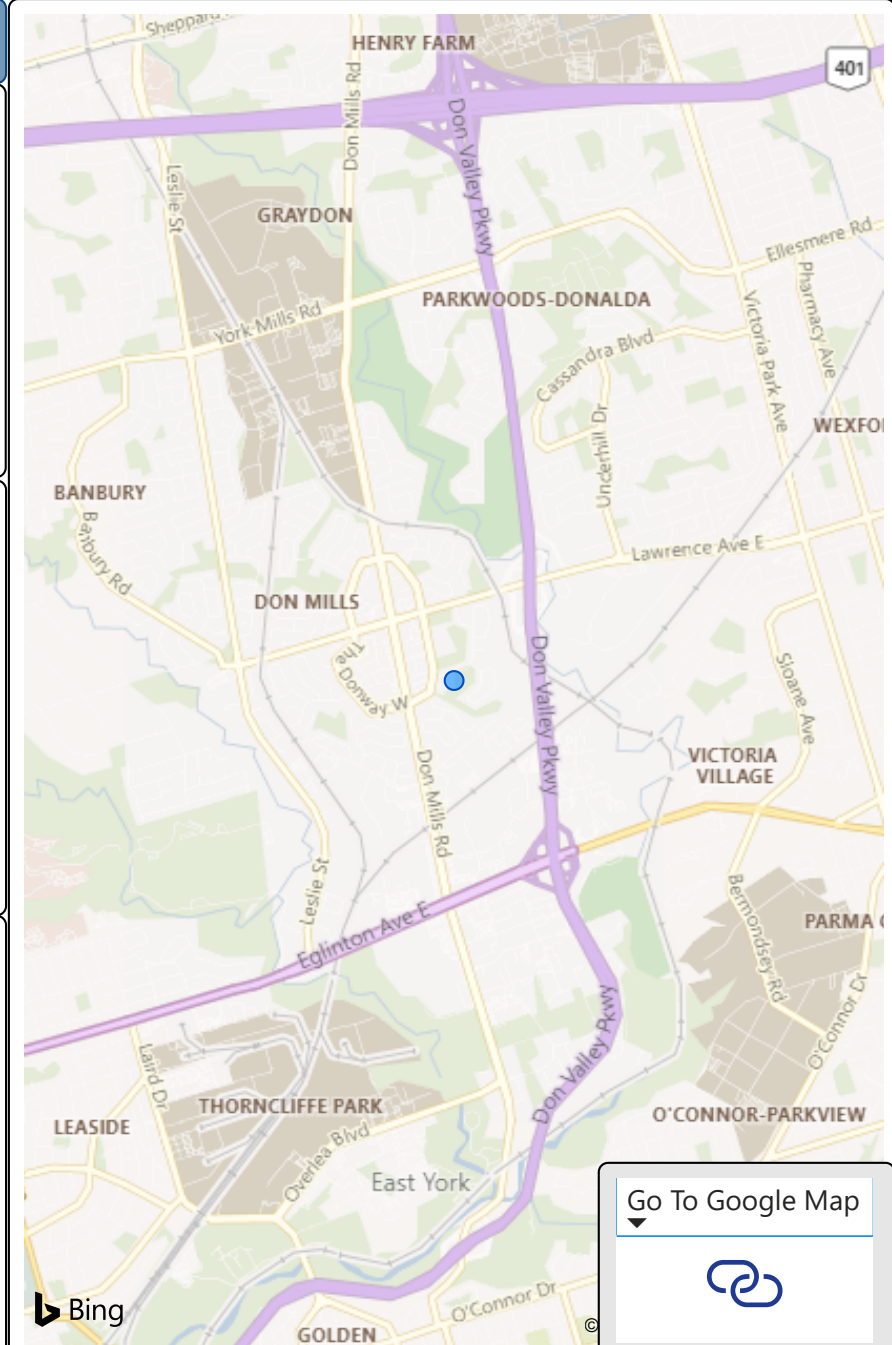 Sheppard
HENRY FARM
401
Don Mills Rd
Don Valley Pkwy
Leslie St
GRAYDON
Ellesmere Rd
Pharmacy Ave
PARKWOODS-DONALDA
York Mills Rd
Victoria Park Ave
Cassandra Blvd
Underhill Dr
WEXFO
BANBURY
Banbury Rd
Lawrence Ave E
DON MILLS
The Donway W
Don Valley Pkwy
Sloane Ave
VICTORIA
VILLAGE
Don Mills Rd
Leslie St
Bermondsey Rd
PARMA
Eglinton Ave E
O'Connor Dr
Don Valley Pkwy
Laird Dr
THORNCLIFFE PARK
LEASIDE
O'CONNOR-PARKVIEW
Overlea Blvd
East York
Go To Google Map
Bing
O'Connor Dr
©
GOLDEN